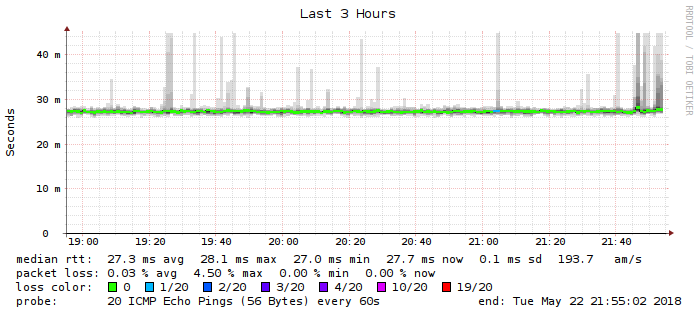 Last 3 Hours
RRDTOOL / TOBI OETIKER
Seconds
40 m
30 m
20 m
10 m
0
19:00 19:20 19:40 20:00 20:20 20:40 21:00 21:20 21:40
median rtt: 27.3 ms avg 28.1 ms max 27.0 ms min 27.7 ms now 0.1 ms sd 193.7 am/s
packet loss: 0.03 % avg 4.50 % max 0.00 % min 0.00 % now
loss color: 0 1/20 2/20 3/20 4/20 10/20 19/20
probe: 20 ICMP Echo Pings (56 Bytes) every 60s end: Tue May 22 21:55:02 2018